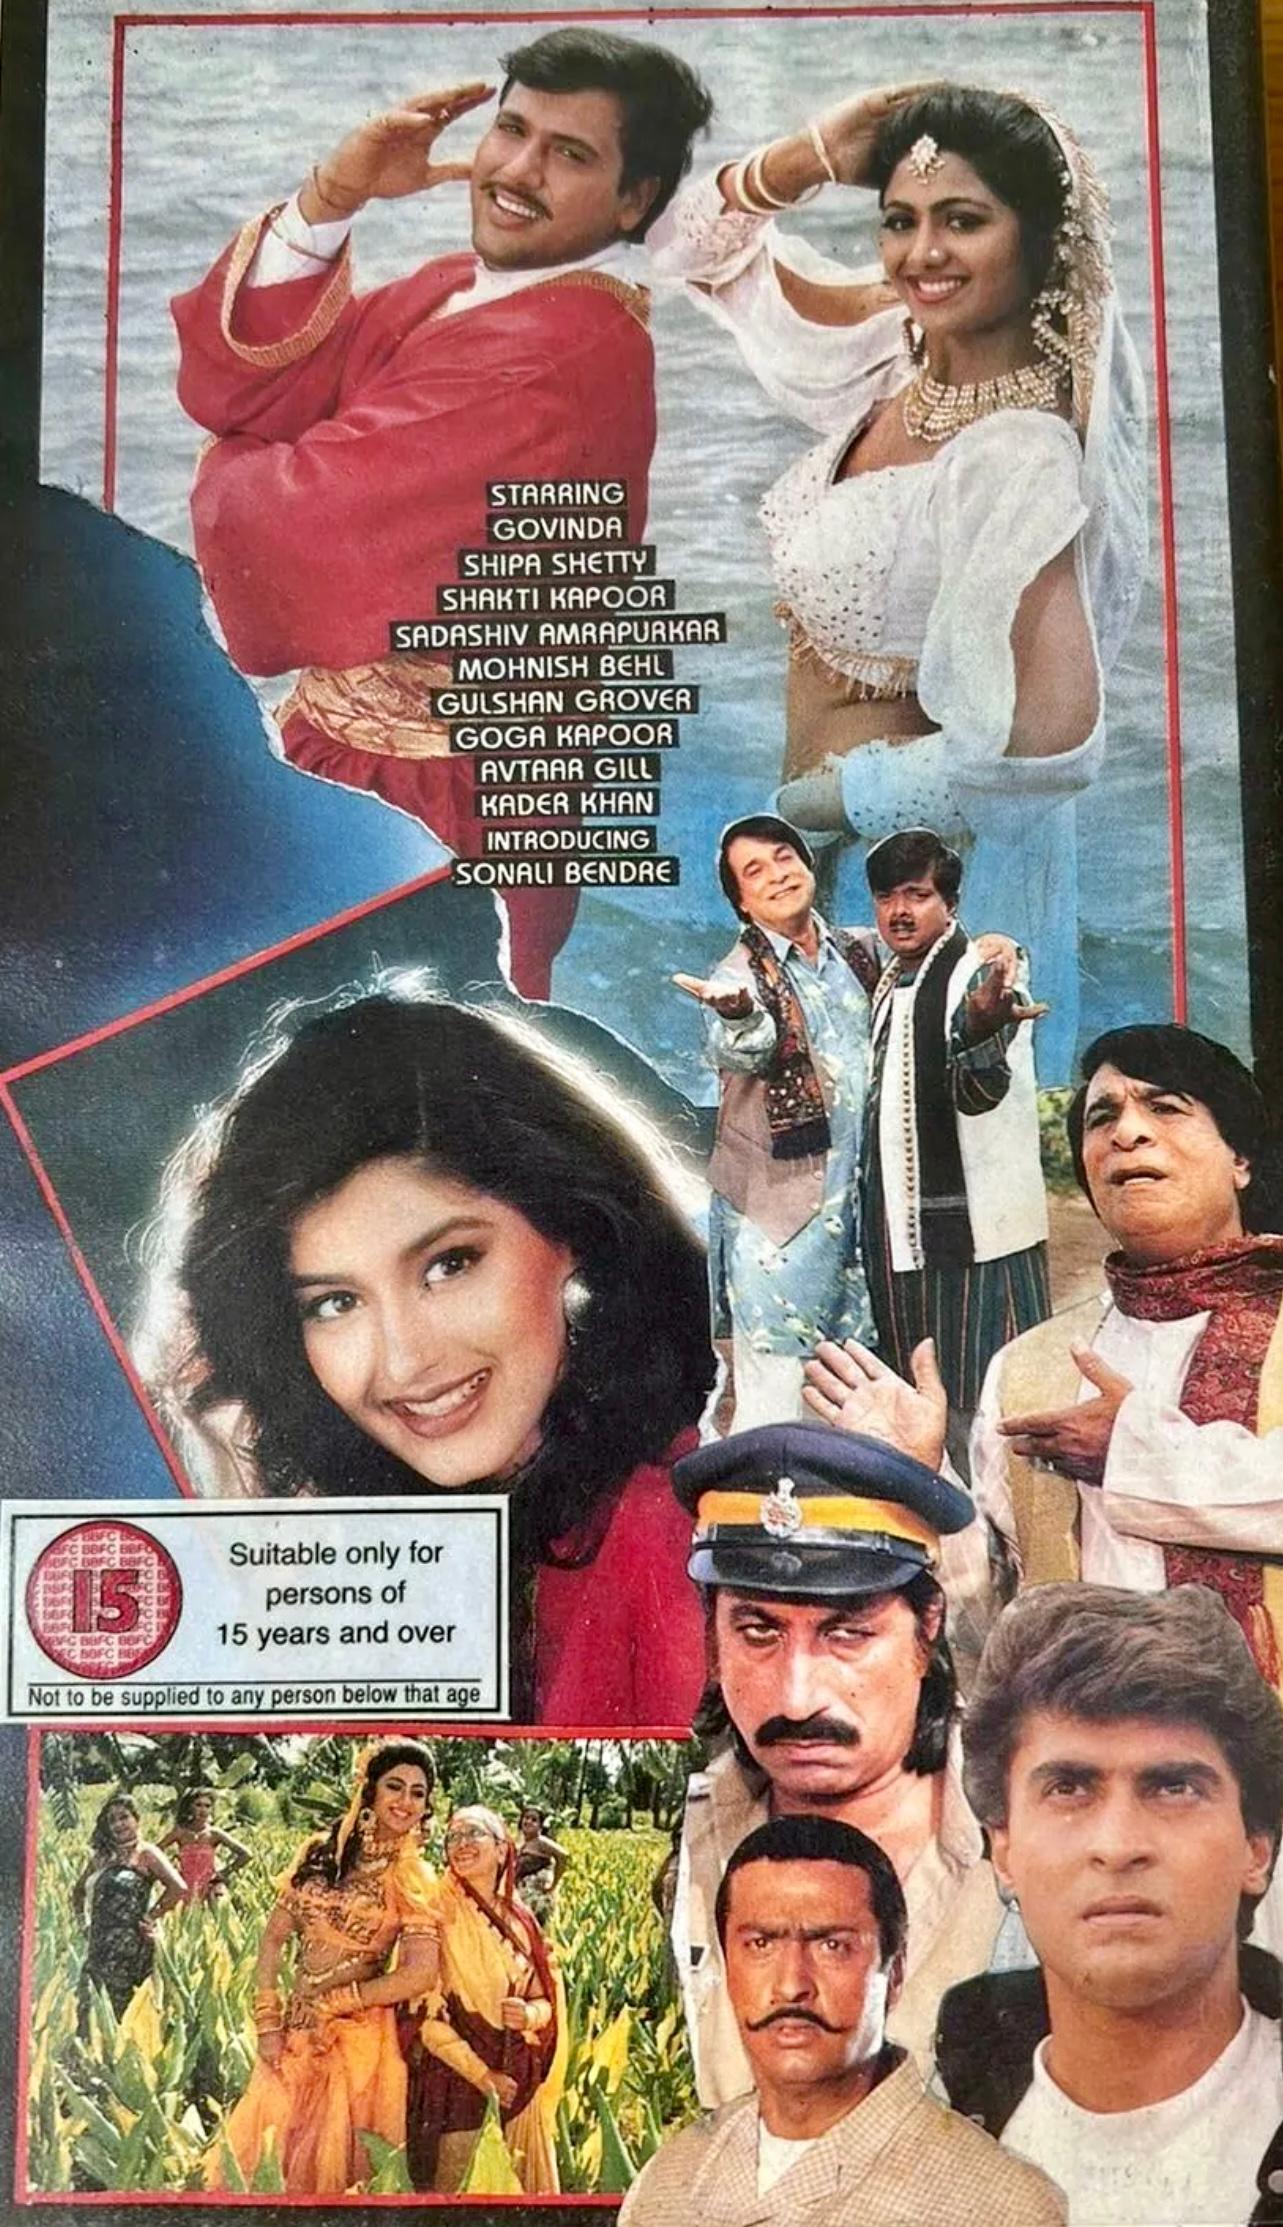 STARRING
GOVINDA
SHIPA SHETTY
SHAKTI KAPOOR
SADASHIV AMRAPURKAR
MOHNISH BEHL
GULSHAN GROVER
GOGA KAPOOR
AVTAAR GILL
KADER KHAN
INTRODUCING
SONALI BENDRE
15
Suitable only for
persons of
15 years and over
Not to be supplied to any person below that age